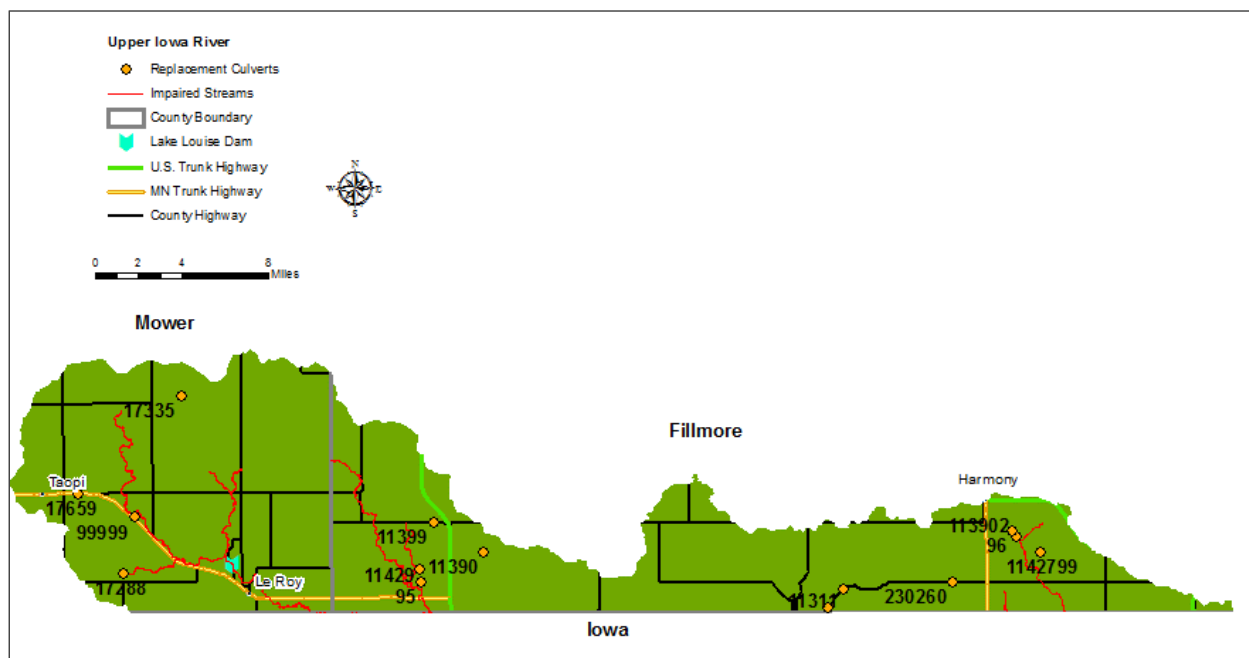 Upper Iowa River
Replacement Culverts
Impaired Streams
County Boundary
Lake Louise Dam
U.S. Trunk Highway
MN Trunk Highway
County Highway
N
W E
S
0 2 4 8
Miles
Mower
Fillmore
17335
Taopi
17659
99999
17288
Le Roy
11399
11390
11429
95
Harmony
113902
96
1142799
230260
Iowa